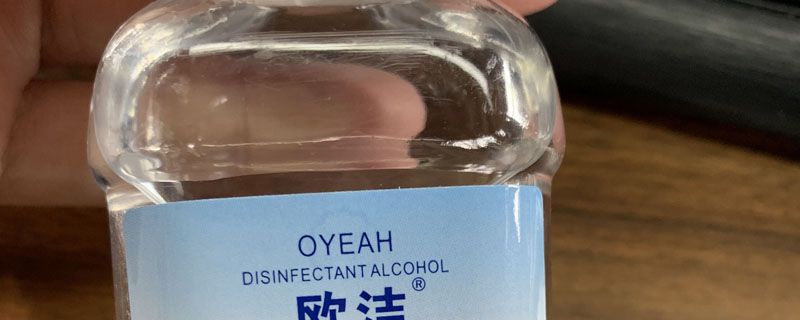 OYEAH
DISINFECTANT ALCOHOL
欧洁®